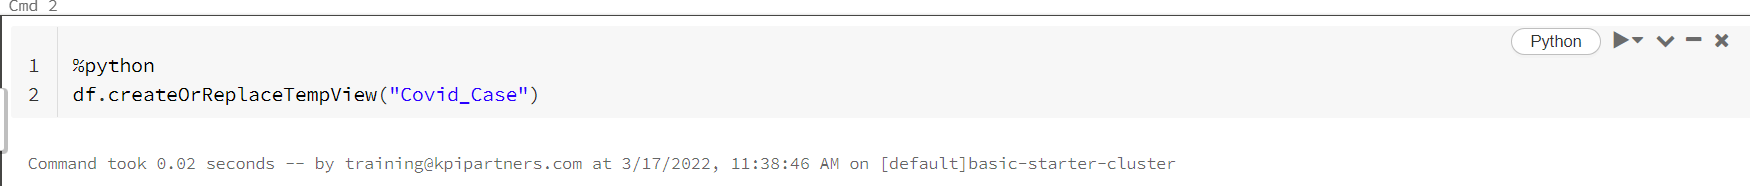 Cmd 2
Python
1 %python
2 df.createOrReplaceTempView("Covid_Case")
Command took 0.02 seconds -- by training@kpipartners.com at 3/17/2022, 11:38:46 AM on [default]basic-starter-cluster